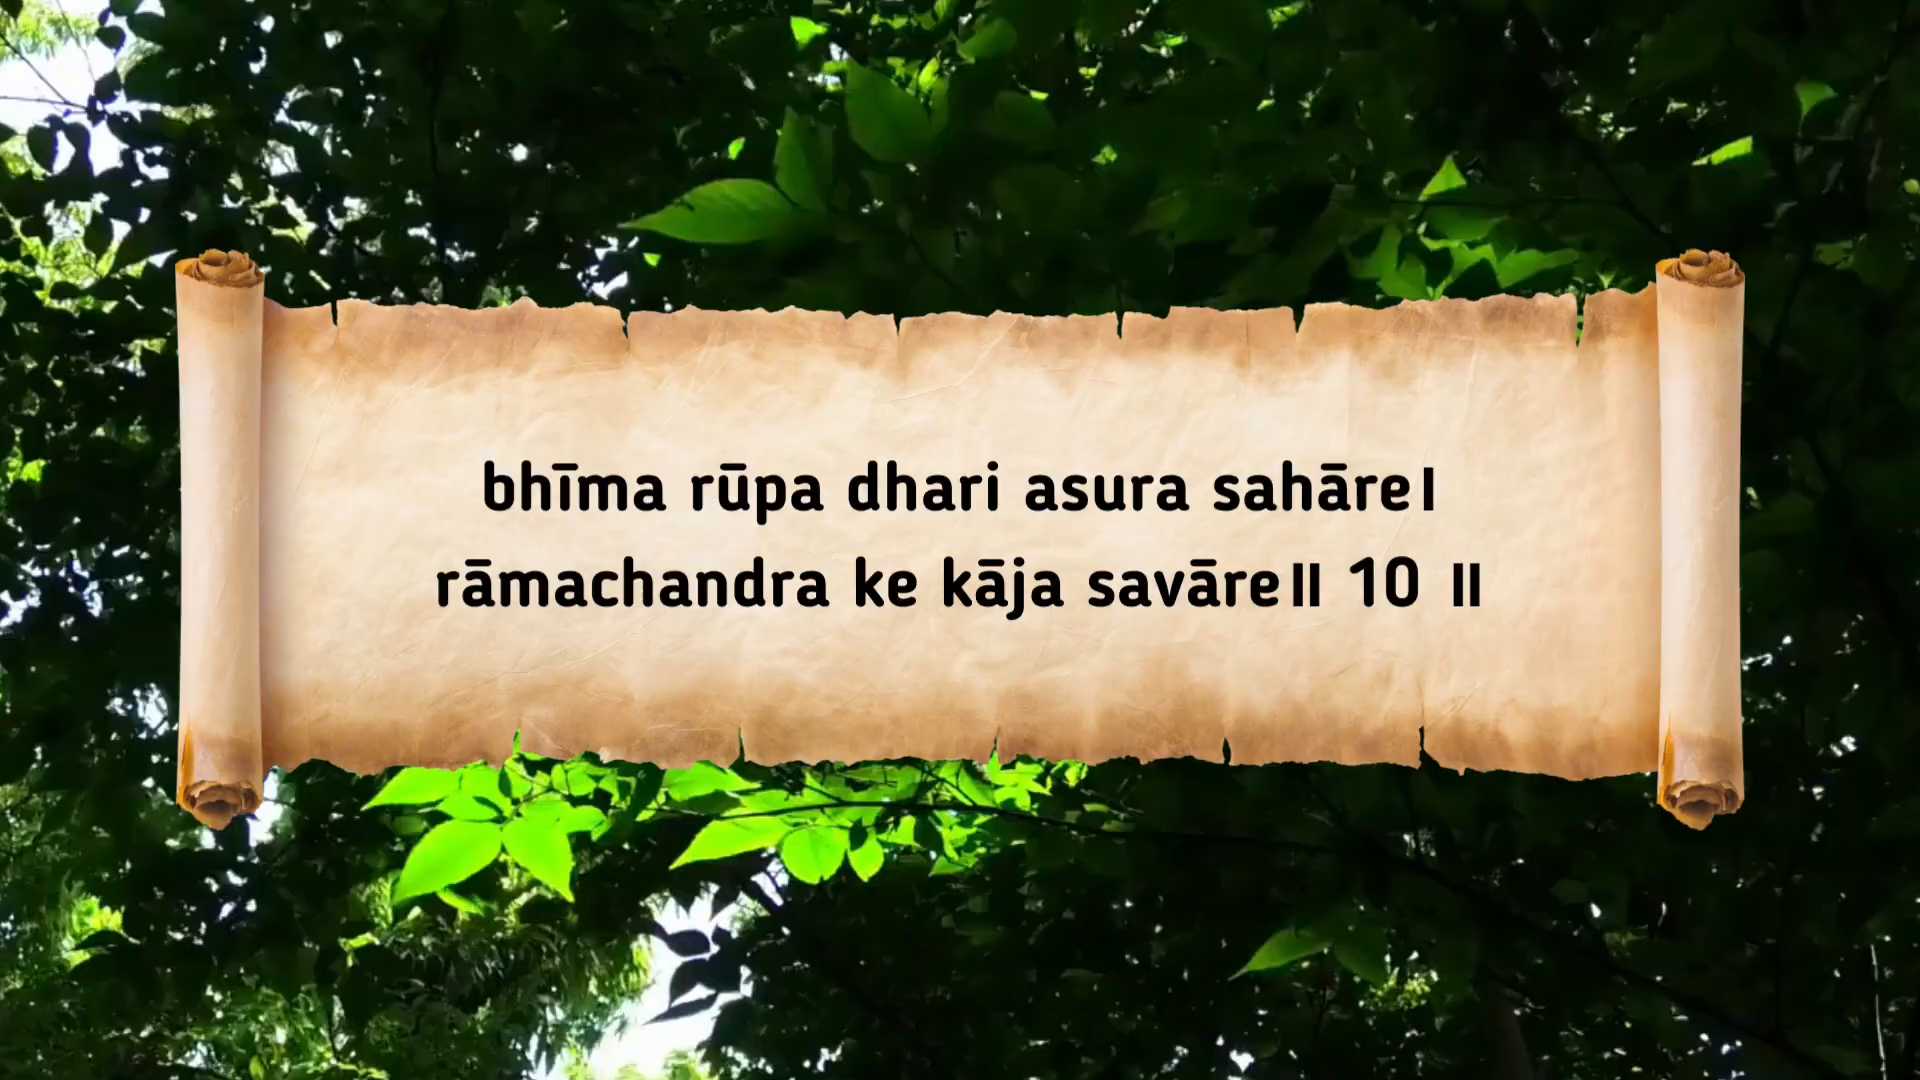 bhīma rūpa dhari asura sahāre।
rāmachandra ke kāja savāre॥ 10 ॥